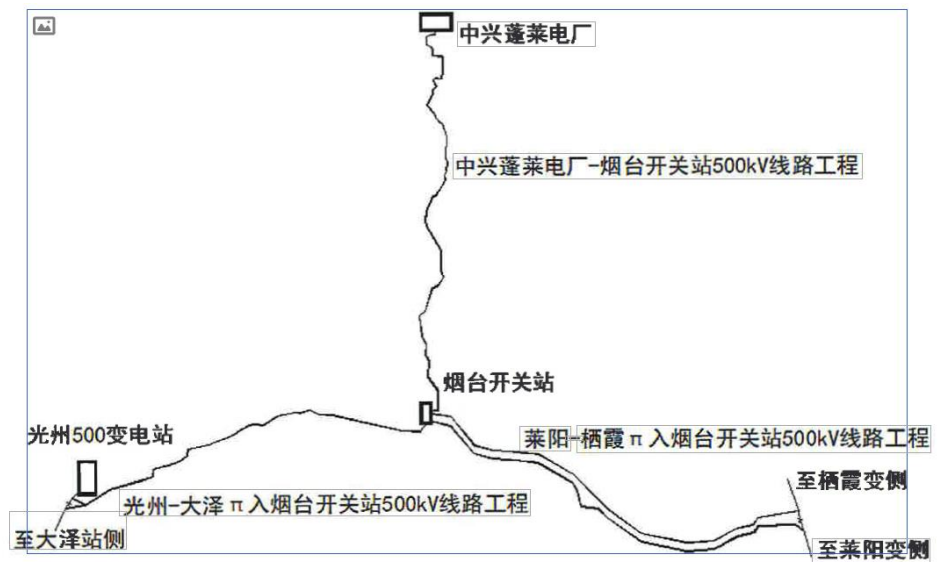 中兴蓬莱电厂
中兴蓬莱电厂-烟台开关站500kV线路工程
烟台开关站
光州500变电站
莱阳-栖霞π入烟台开关站500kV线路工程
至栖霞变侧
光州-大泽π入烟台开关站500kV线路工程
至大泽站侧
至莱阳变侧